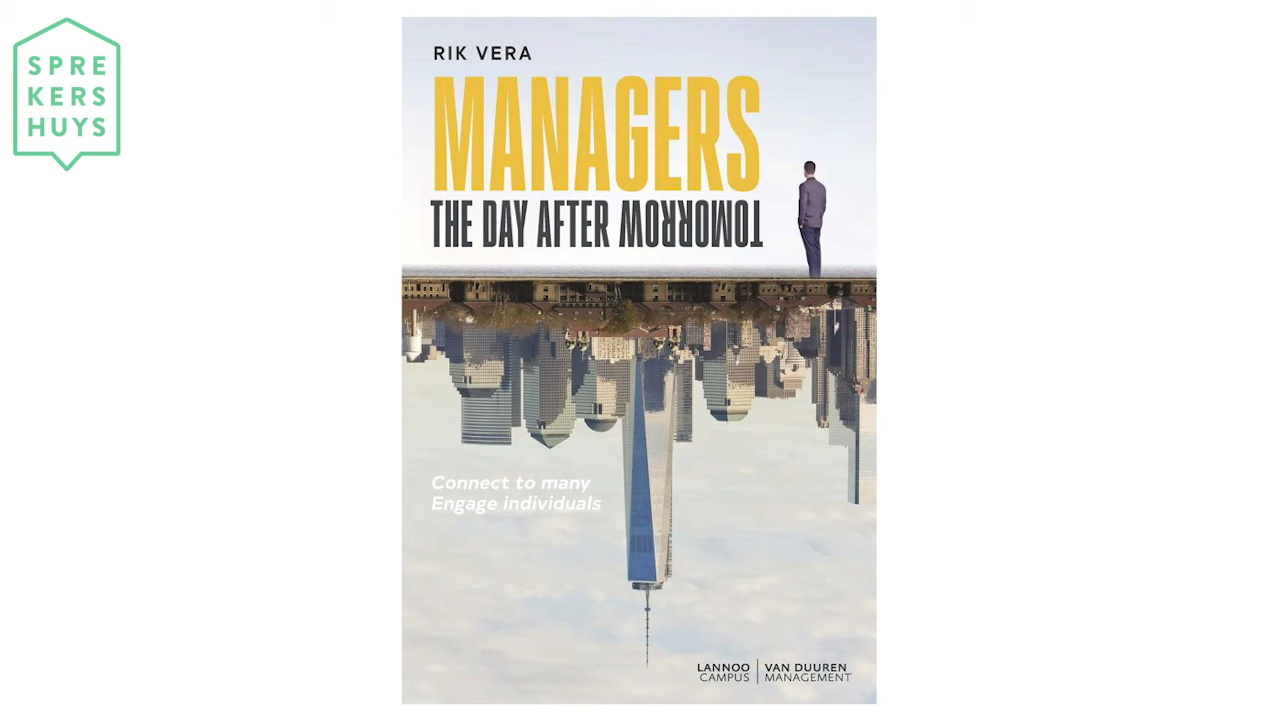 SPRE
KERS
HUYS
RIK VERA
MANAGERS
THE DAY AFTER TOMORROW
Connect to many
Engage individuals
LANNOO
CAMPUS
VAN DUUREN
MANAGEMENT